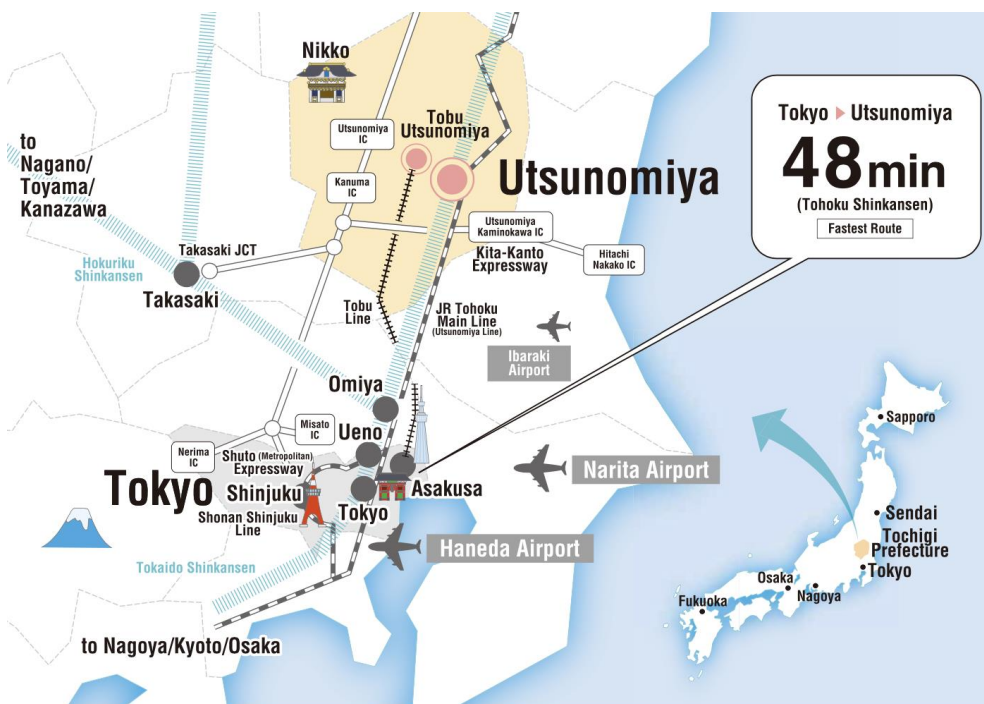 Nikko
Tobu
Utsunomiya
Utsunomiya
IC
Kanuma
IC
Utsunomiya
Utsunomiya
Kaminokawa IC
Kita-Kanto
Expressway
Hitachi
Nakako IC
to
Nagano/
Toyama/
Kanazawa
Hokuriku
Shinkansen
Takasaki JCT
Takasaki
Tobu
Line
JR Tohoku
Main Line
(Utsunomiya Line)
Ibaraki
Airport
Omiya
Misato
IC
Ueno
Nerima
IC
Shuto (Metropolitan)
Expressway
Tokyo
Shinjuku
Shonan Shinjuku
Line
Tokyo
Asakusa
Narita Airport
Haneda Airport
Tokaido Shinkansen
to Nagoya/Kyoto/Osaka
Tokyo ▶ Utsunomiya
48 min
(Tohoku Shinkansen)
Fastest Route
Sapporo
Sendai
Tochigi
Prefecture
Tokyo
Osaka
Nagoya
Fukuoka